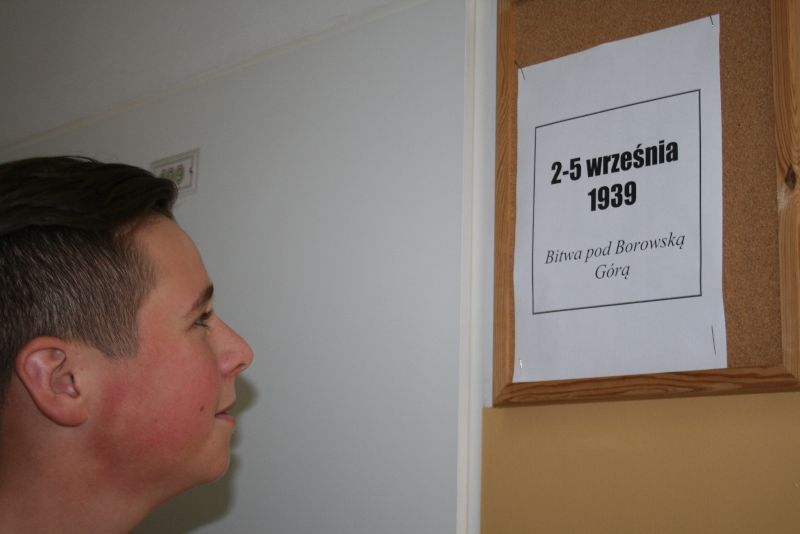 2-5 września
1939
Bitwa pod Borowską
Górą